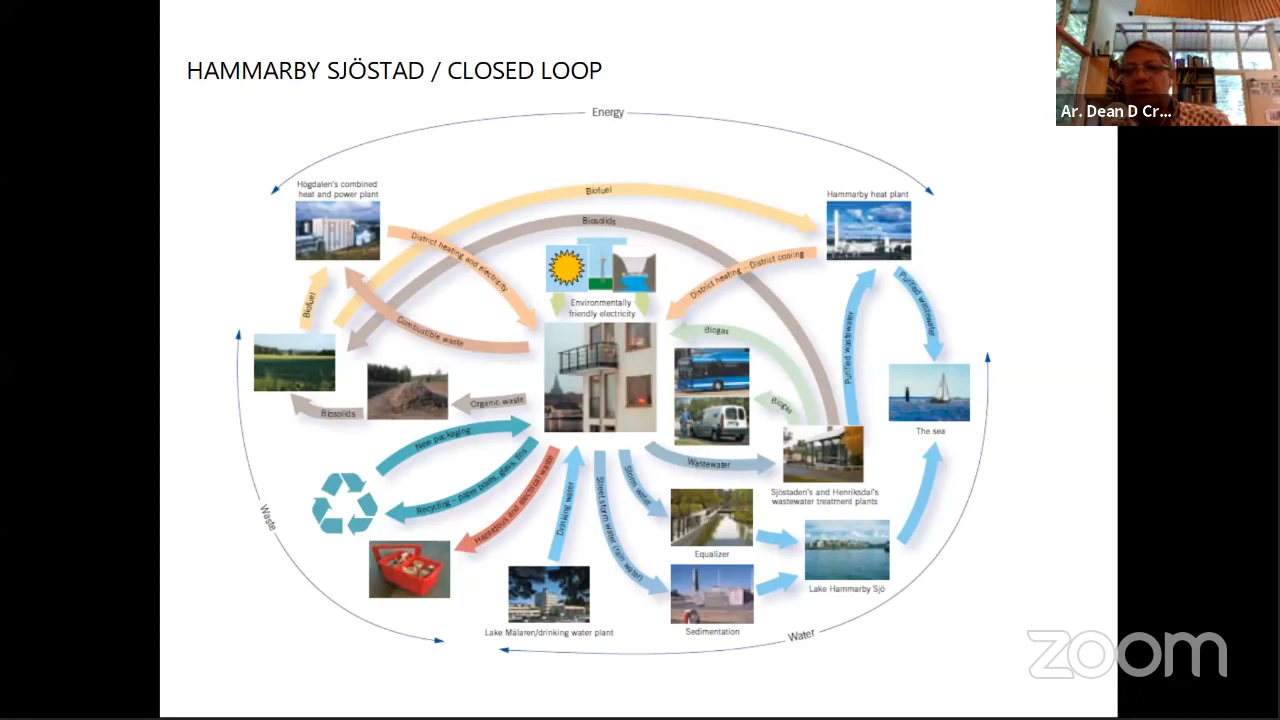 HAMMARBY SJÖSTAD / CLOSED LOOP
Ar. Dean D Cr...
Energy
Högdalen's combined
heat and power plant
Hammarby heat plant
Biofuel
Biosolids
District heating and electricity
District heating
District cooling
Environmentally
friendly electricity
Biofuel
Combustible waste
Biogas
Purified wastewater
Purified wastewater
Biogas
Organic waste
Biosolids
The sea
New packaging
Wastewater
Recycling – paper, boxes, glass, tins
Hazardous and electrical waste
Drinking water
Street storm water (rain water)
Storm water
Sjöstaden's and Henriksdal's
wastewater treatment plants
Waste
Equalizer
Lake Hammarby Sjö
Lake Mälaren/drinking water plant
Sedimentation
Water
zoom